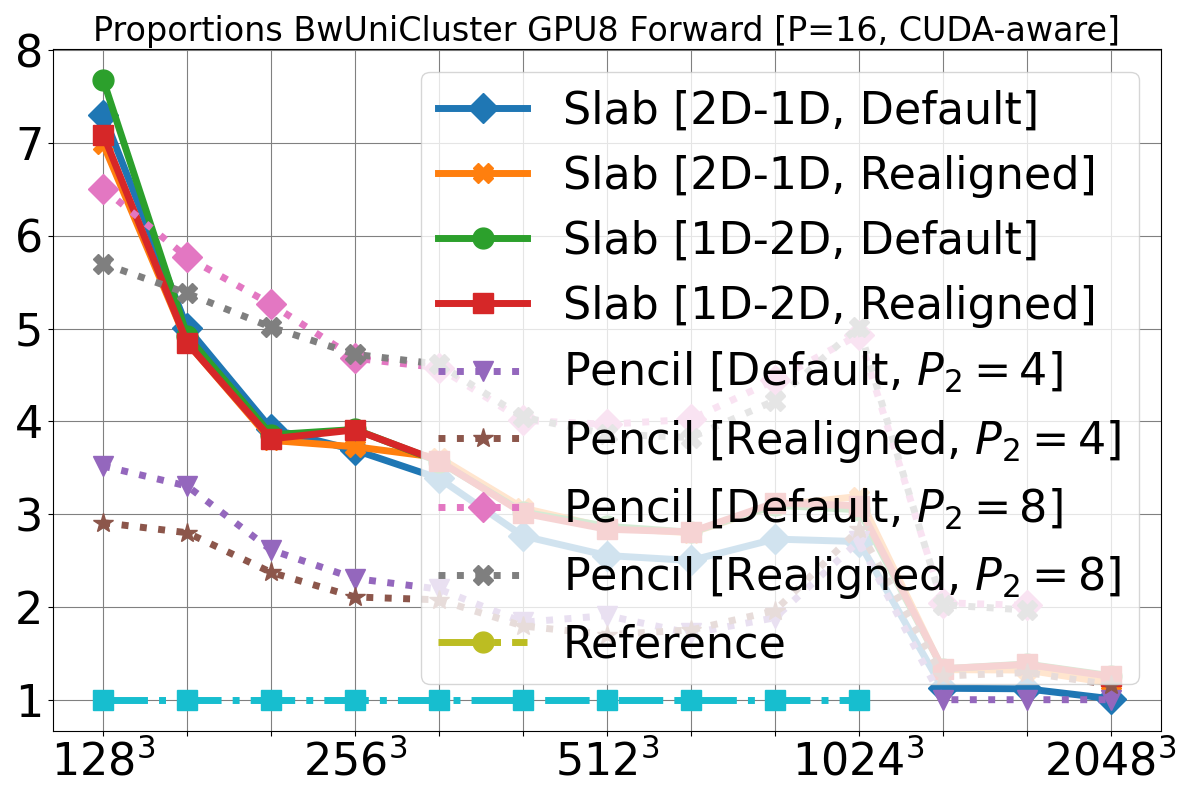 Proportions BwUniCluster GPU8 Forward [P=16, CUDA-aware]
8
7
6
5
4
3
2
1
Slab [2D-1D, Default]
Slab [2D-1D, Realigned]
Slab [1D-2D, Default]
Slab [1D-2D, Realigned]
Pencil [Default, P₂ = 4]
Pencil [Realigned, P₂ = 4]
Pencil [Default, P₂ = 8]
Pencil [Realigned, P₂ = 8]
Reference
128³ 256³ 512³ 1024³ 2048³